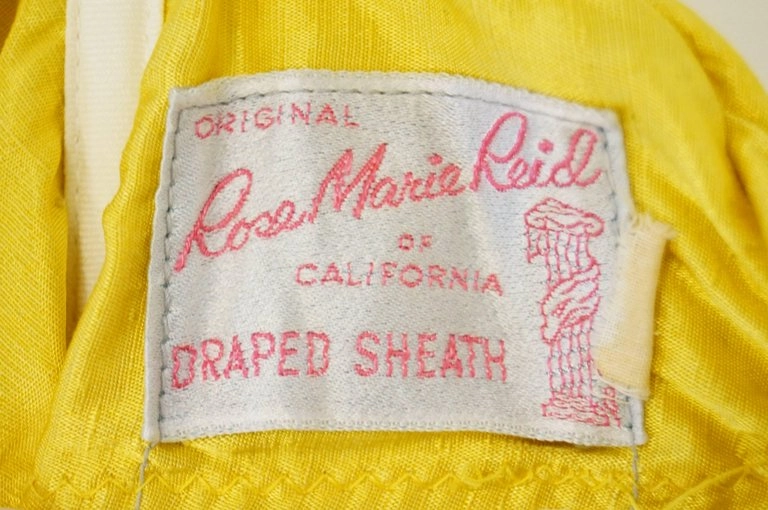 ORIGINAL
Rose Marie Reid
OF
CALIFORNIA
DRAPED SHEATH